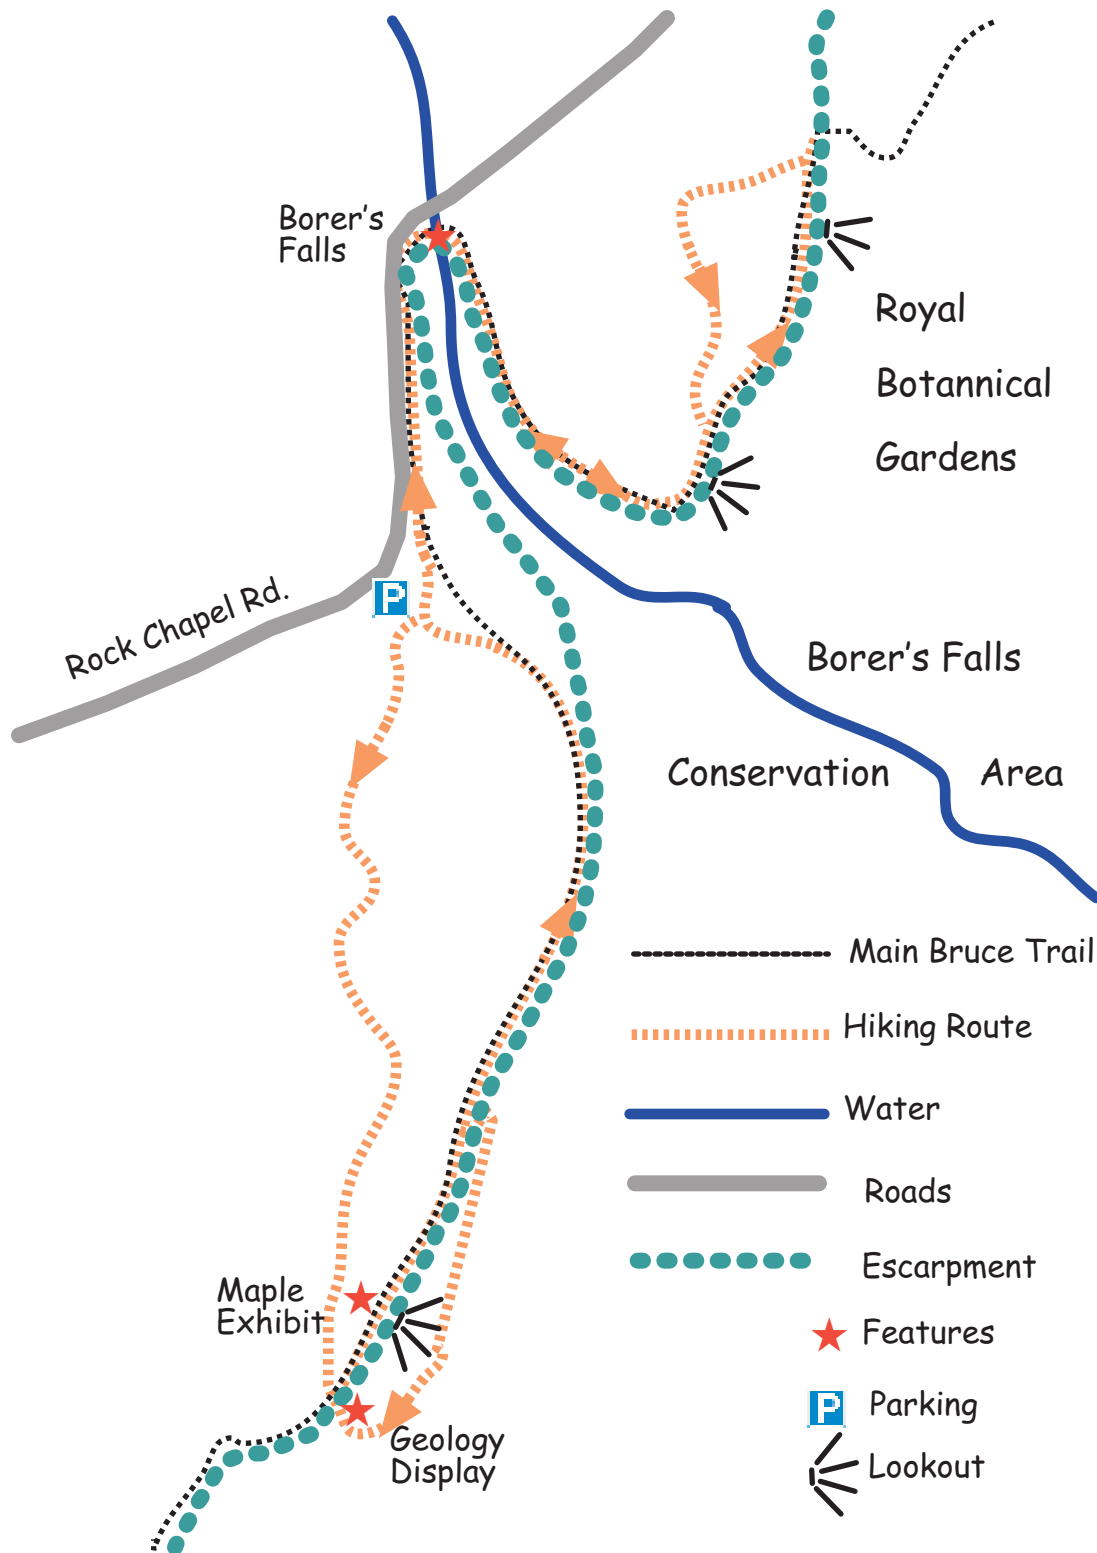 Borer's
Falls
Royal
Botannical
Gardens
Rock Chapel Rd.
P
Borer's Falls
Conservation Area
Main Bruce Trail
Hiking Route
Water
Roads
Maple
Exhibit
Escarpment
Features
P
Parking
Geology
Display
Lookout